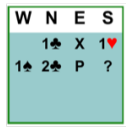 W N E S
1♣ X 1♥
1♠ 2♣ P ?